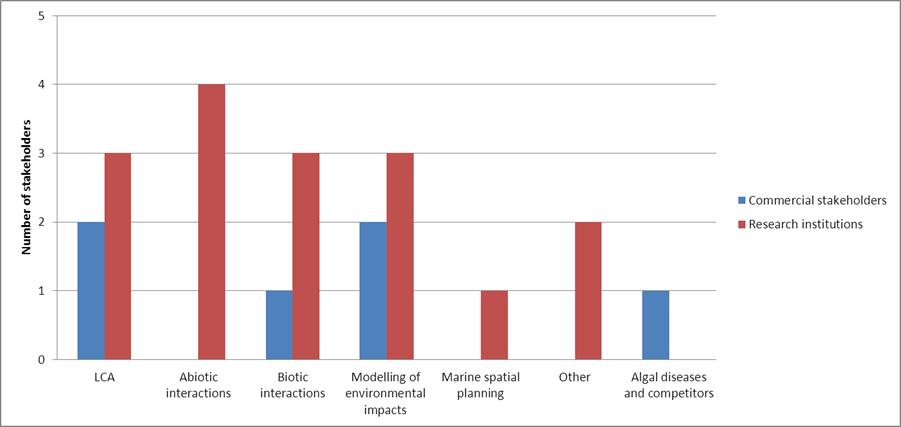 5
4
3
2
1
0
Number of stakeholders
LCA
Abiotic
interactions
Biotic
interactions
Modelling of
environmental
impacts
Marine spatial
planning
Other
Algal diseases
and competitors
Commercial stakeholders
Research institutions